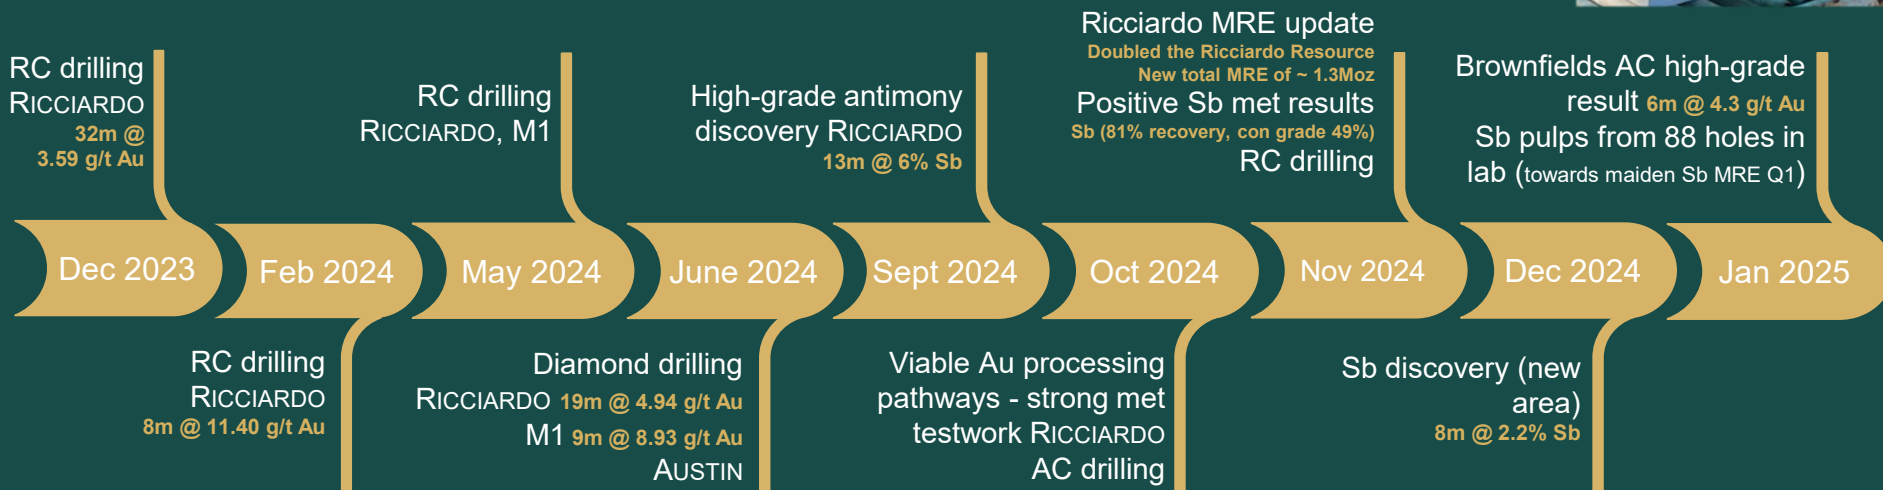 RC drilling
RICCIARDO
32m @
3.59 g/t Au
RC drilling
RICCIARDO, M1
High-grade antimony
discovery RICCIARDO
13m @ 6% Sb
Ricciardo MRE update
Doubled the Ricciardo Resource
New total MRE of ~ 1.3Moz
Positive Sb met results
Sb (81% recovery, con grade 49%)
RC drilling
Brownfields AC high-grade
result 6m @ 4.3 g/t Au
Sb pulps from 88 holes in
lab (towards maiden Sb MRE Q1)
Dec 2023
Feb 2024
May 2024
June 2024
Sept 2024
Oct 2024
Nov 2024
Dec 2024
Jan 2025
RC drilling
RICCIARDO
8m @ 11.40 g/t Au
Diamond drilling
RICCIARDO 19m @ 4.94 g/t Au
M1 9m @ 8.93 g/t Au
AUSTIN
Viable Au processing
pathways - strong met
testwork RICCIARDO
AC drilling
Sb discovery (new
area)
8m @ 2.2% Sb